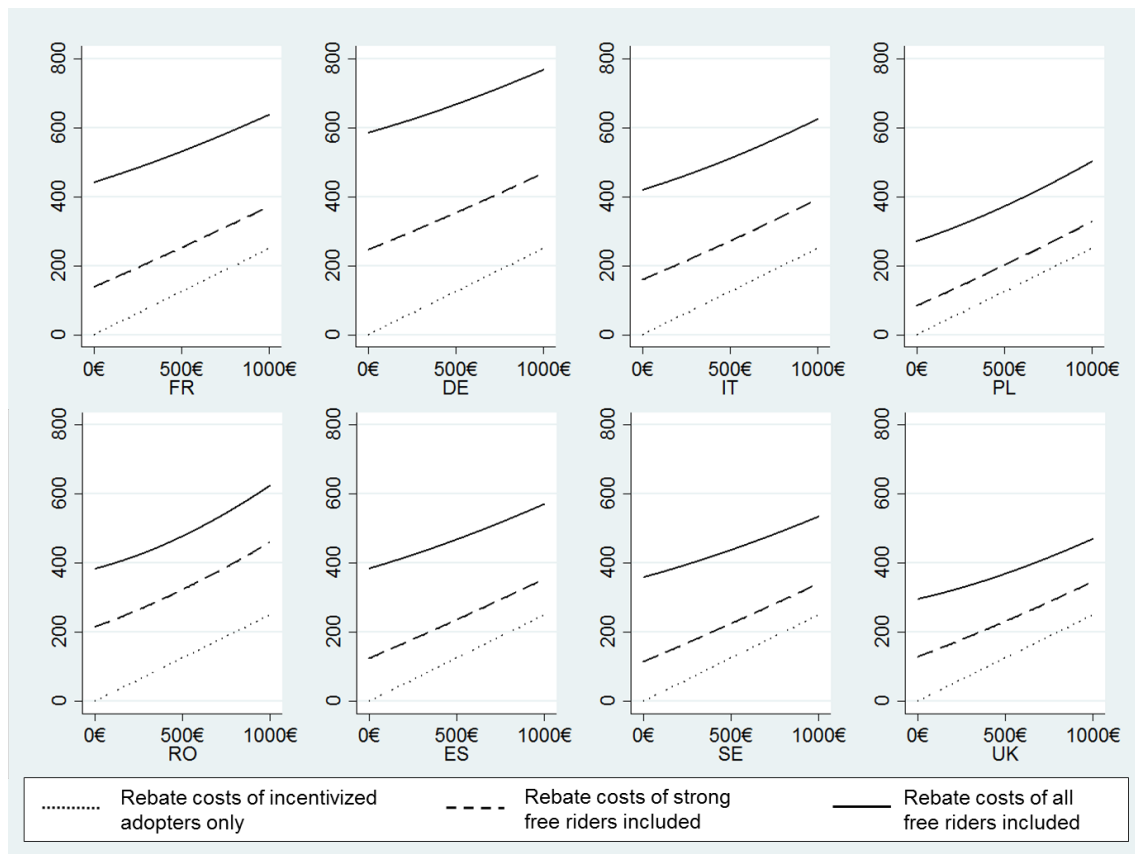 800
600
400
200
0
0€ 500€ 1000€
FR
800
600
400
200
0
0€ 500€ 1000€
DE
800
600
400
200
0
0€ 500€ 1000€
IT
800
600
400
200
0
0€ 500€ 1000€
PL
800
600
400
200
0
0€ 500€ 1000€
RO
800
600
400
200
0
0€ 500€ 1000€
ES
800
600
400
200
0
0€ 500€ 1000€
SE
800
600
400
200
0
0€ 500€ 1000€
UK
Rebate costs of incentivized
adopters only
Rebate costs of strong
free riders included
Rebate costs of all
free riders included